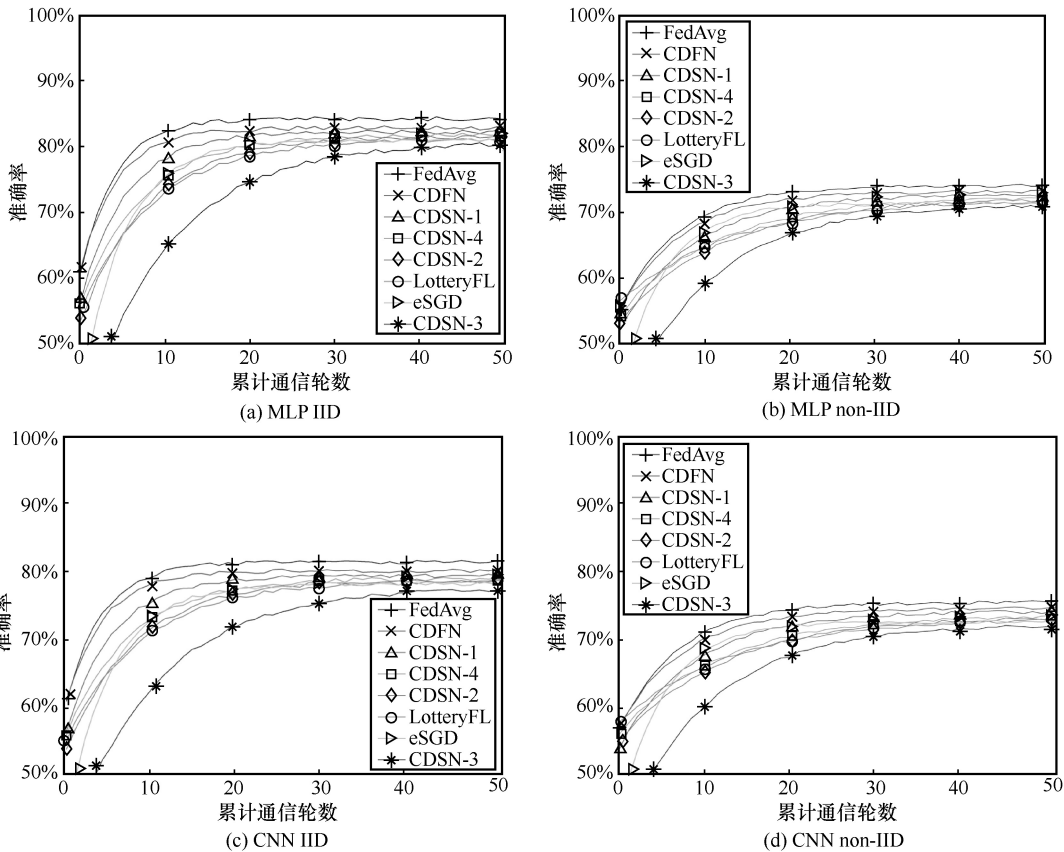 100%
90%
80%
70%
60%
50%
准确率
FedAvg
CDFN
CDSN-1
CDSN-4
CDSN-2
LotteryFL
eSGD
CDSN-3
0 10 20 30 40 50
累计通信轮数
(a) MLP IID
100%
90%
80%
70%
60%
50%
准确率
FedAvg
CDFN
CDSN-1
CDSN-4
CDSN-2
LotteryFL
eSGD
CDSN-3
0 10 20 30 40 50
累计通信轮数
(b) MLP non-IID
100%
90%
80%
70%
60%
50%
准确率
FedAvg
CDFN
CDSN-1
CDSN-4
CDSN-2
LotteryFL
eSGD
CDSN-3
0 10 20 30 40 50
累计通信轮数
(c) CNN IID
100%
90%
80%
70%
60%
50%
准确率
FedAvg
CDFN
CDSN-1
CDSN-4
CDSN-2
LotteryFL
eSGD
CDSN-3
0 10 20 30 40 50
累计通信轮数
(d) CNN non-IID